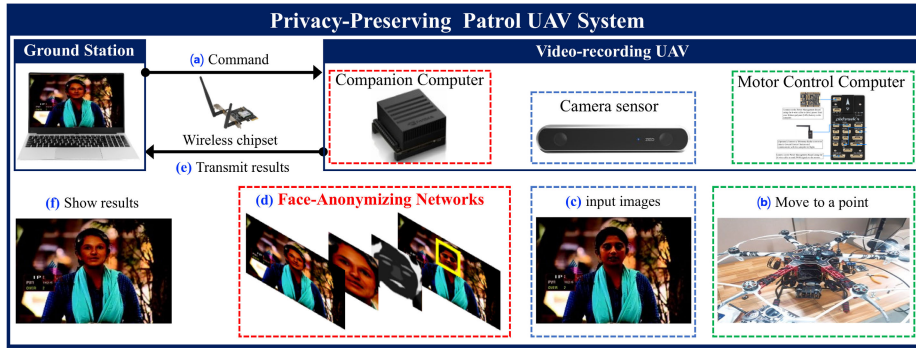 Privacy-Preserving Patrol UAV System
Ground Station
Video-recording UAV
(a) Command
Wireless chipset
(e) Transmit results
Companion Computer
Camera sensor
Motor Control Computer
(f) Show results
(d) Face-Anonymizing Networks
(c) input images
(b) Move to a point